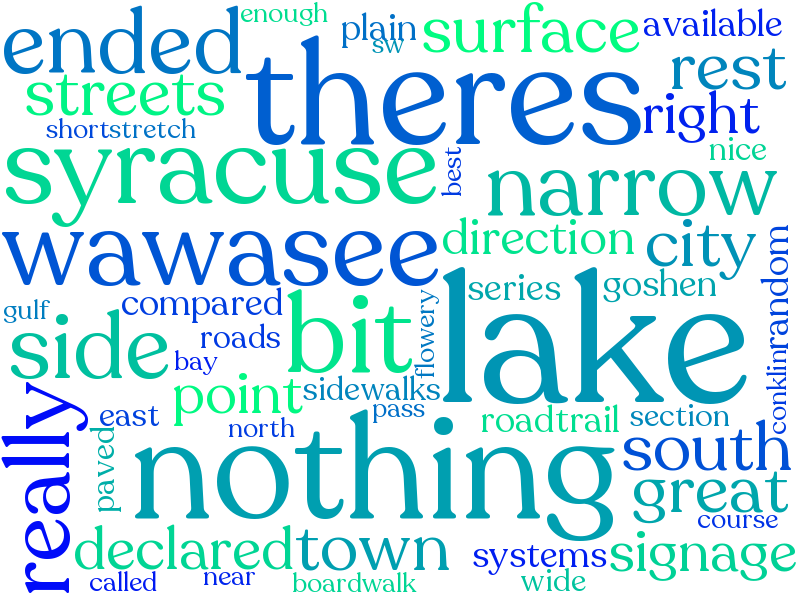 enough
ended
plain
sw
surface
available
streets
theres
rest
shortstretch
right
syracuse
best
nice
narrow
wawasee
direction
city
random
gulf
compared
series
goshen
side
roads
bit
flowery
lake
bay
conklin
really
point
sidewalks
east
pass
roadtrail
section
north
paved
nothing
south
great
course
declared
town
systems
signage
called
near
boardwalk
wide